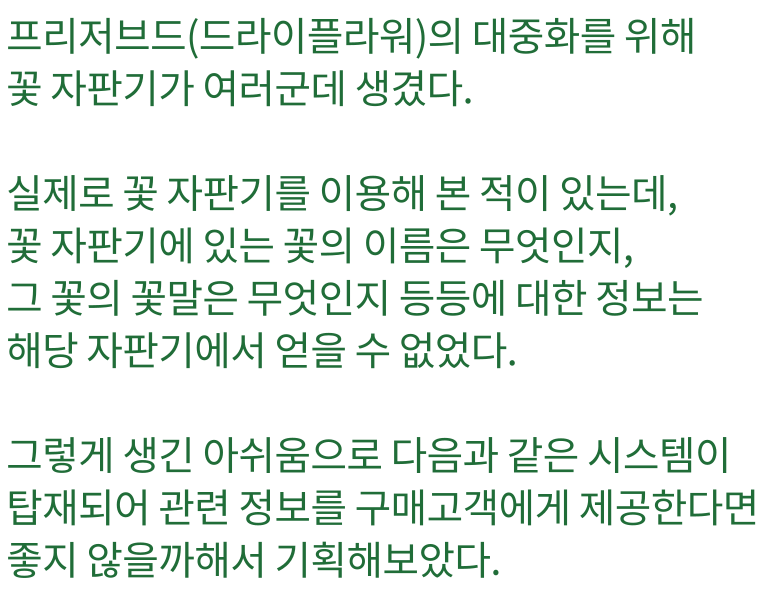 프리저브드(드라이플라워)의 대중화를 위해
꽃 자판기가 여러군데 생겼다.
실제로 꽃 자판기를 이용해 본 적이 있는데,
꽃 자판기에 있는 꽃의 이름은 무엇인지,
그 꽃의 꽃말은 무엇인지 등등에 대한 정보는
해당 자판기에서 얻을 수 없었다.
그렇게 생긴 아쉬움으로 다음과 같은 시스템이
탑재되어 관련 정보를 구매고객에게 제공한다면
좋지 않을까해서 기획해보았다.